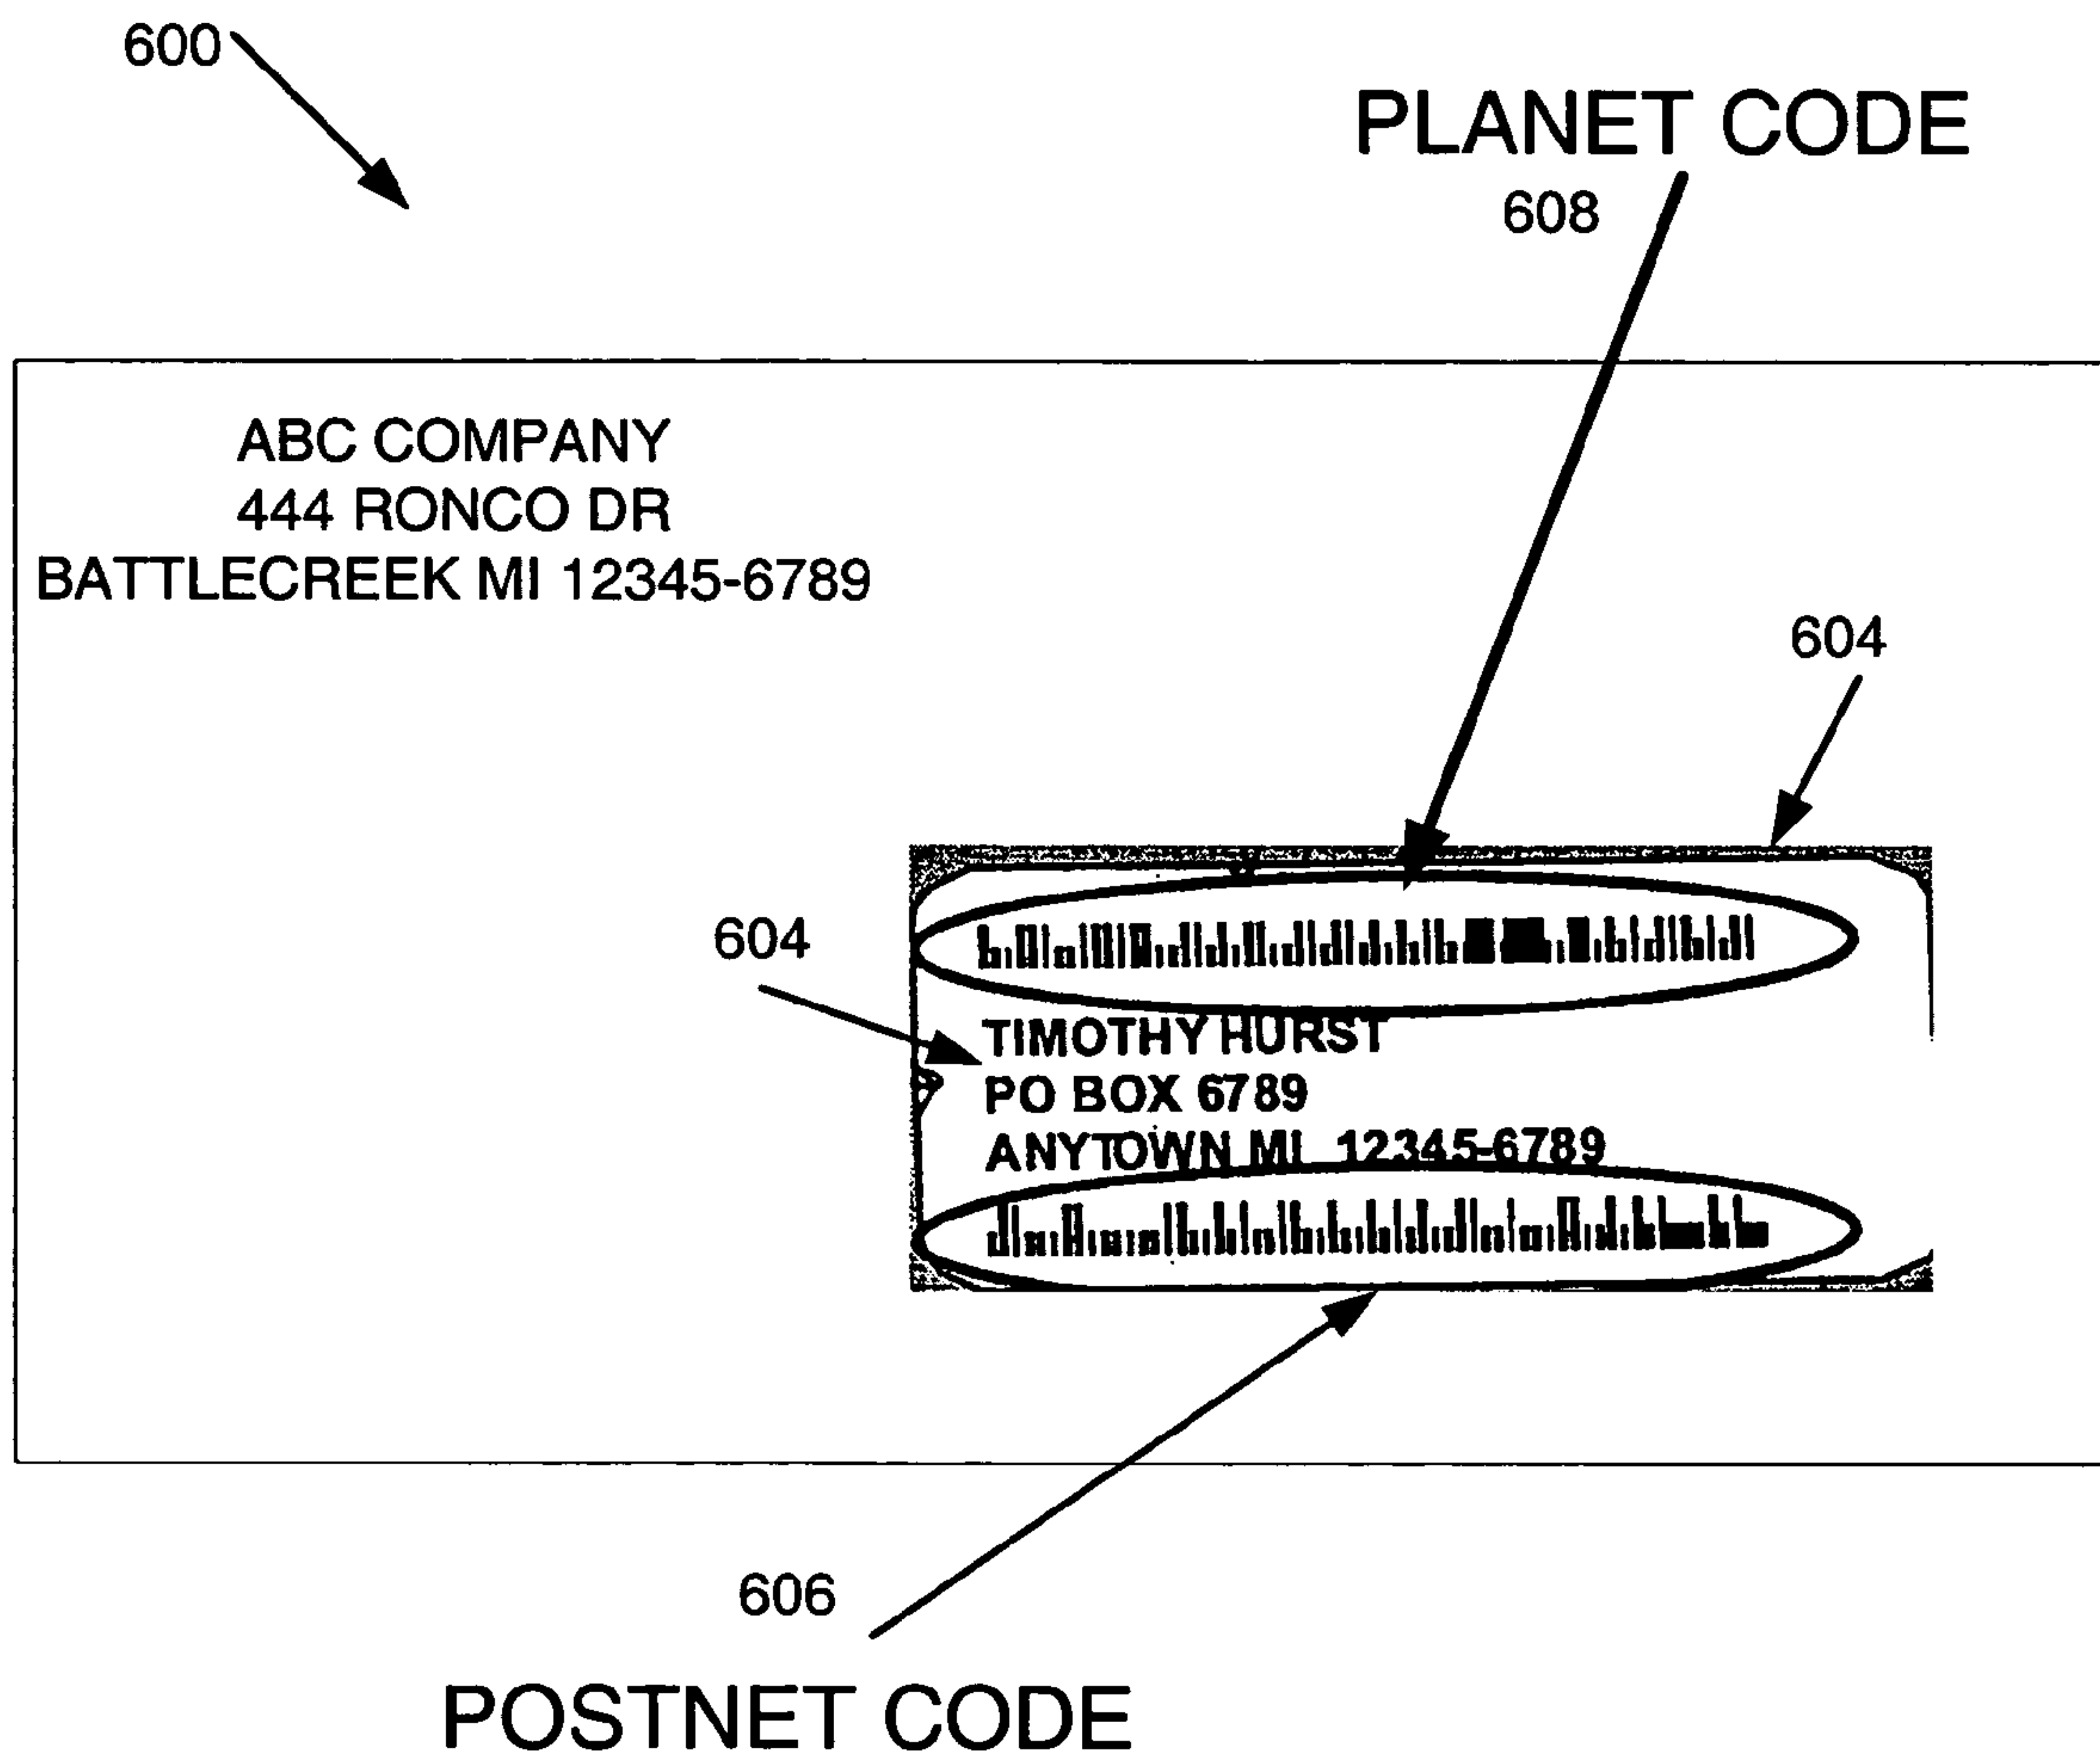 600
PLANET CODE
608
ABC COMPANY
444 RONCO DR
BATTLECREEK MI 12345-6789
604
604
TIMOTHY HURST
PO BOX 6789
ANYTOWN MI 12345-6789
606
POSTNET CODE